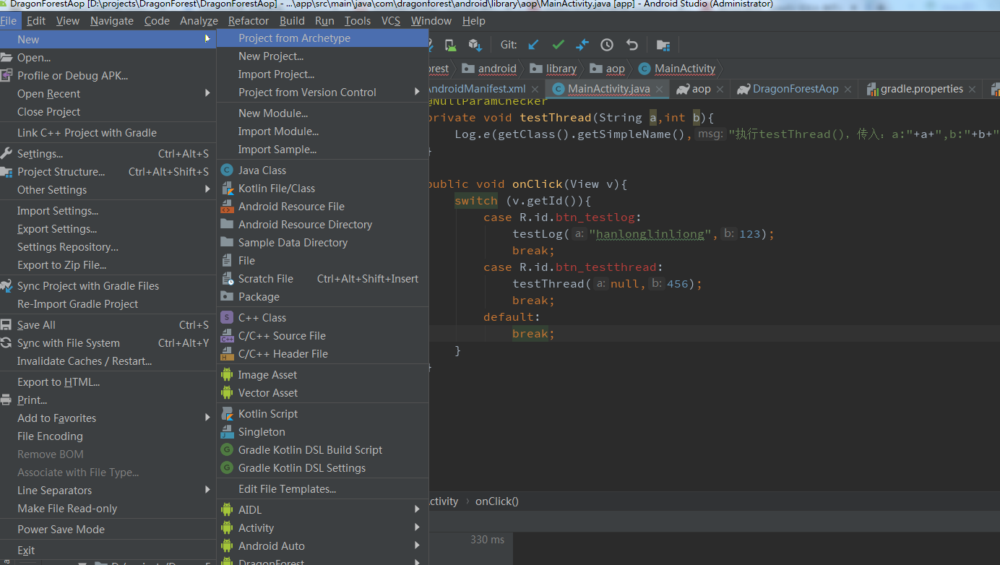 DragonForestAop [D:\projects\DragonForest\DragonForestAop] - ...\app\src\main\java\com\dragonforest\android\library\aop\MainActivity.java [app] - Android Studio (Administrator)
File Edit View Navigate Code Analyze Refactor Build Run Tools VCS Window Help
New
Open...
Profile or Debug APK...
Open Recent
Close Project
Link C++ Project with Gradle
Settings... Ctrl+Alt+S
Project Structure... Ctrl+Alt+Shift+S
Other Settings
Import Settings...
Export Settings...
Settings Repository...
Export to Zip File...
Sync Project with Gradle Files
Re-Import Gradle Project
Save All Ctrl+S
Sync with File System Ctrl+Alt+Y
Invalidate Caches / Restart...
Export to HTML...
Print...
Add to Favorites
File Encoding
Remove BOM
Associate with File Type...
Line Separators
Make File Read-only
Power Save Mode
Exit
Project from Archetype
New Project...
Import Project...
Project from Version Control
New Module...
Import Module...
Import Sample...
Java Class
Kotlin File/Class
Android Resource File
Android Resource Directory
Sample Data Directory
File
Scratch File Ctrl+Alt+Shift+Insert
Package
C++ Class
C/C++ Source File
C/C++ Header File
Image Asset
Vector Asset
Kotlin Script
Singleton
Gradle Kotlin DSL Build Script
Gradle Kotlin DSL Settings
Edit File Templates...
AIDL
Activity
Android Auto
DragonForest
Git:
rest android library aop MainActivity
AndroidManifest.xml MainActivity.java aop DragonForestAop gradle.properties
@NullParamChecker
private void testThread(String a,int b){
Log.e(getClass().getSimpleName(), msg: "执行testThread()，传入：a:"+a+",b:"+b+"
}
public void onClick(View v){
switch (v.getId()){
case R.id.btn_testlog:
testLog( a: "hanlonglinliong", b: 123);
break;
case R.id.btn_testthread:
testThread( a: null, b: 456);
break;
default:
break;
}
}
ctivity › onClick()
330 ms